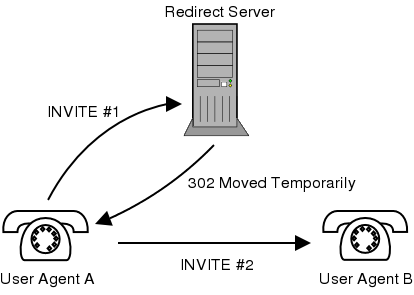 Redirect Server
INVITE #1
302 Moved Temporarily
User Agent A
INVITE #2
User Agent B